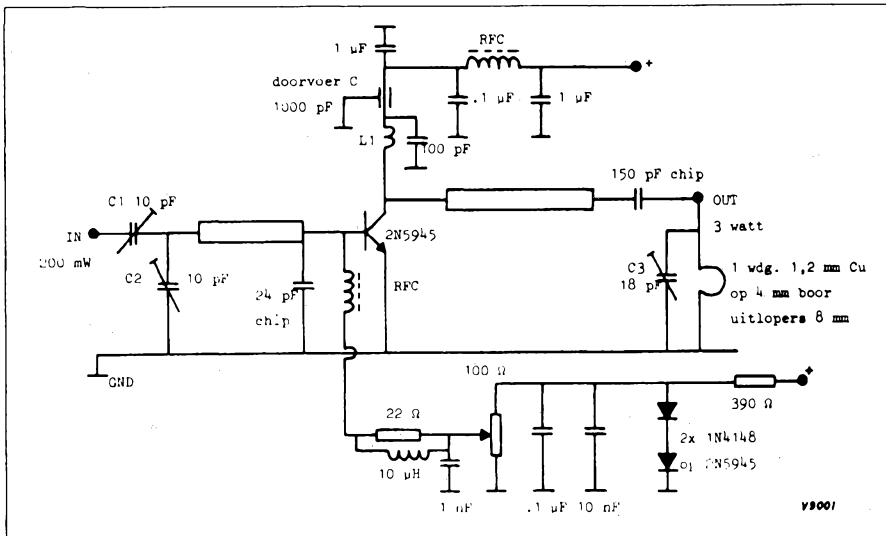 1 µF
RFC
+
doorvoer C
1000 pF
.1 µF
1 µF
L1
100 pF
150 pF chip
OUT
C1 10 pF
2N5945
3 watt
IN
200 mW
C2
10 pF
RFC
C3
18 pF
1 wdg. 1,2 mm Cu
op 4 mm boor
uitlopers 8 mm
24 pF
chip
GND
100 Ω
+
390 Ω
22 Ω
2x 1N4148
op 2N5945
10 µH
1 nF
.1 µF
10 nF
V9001